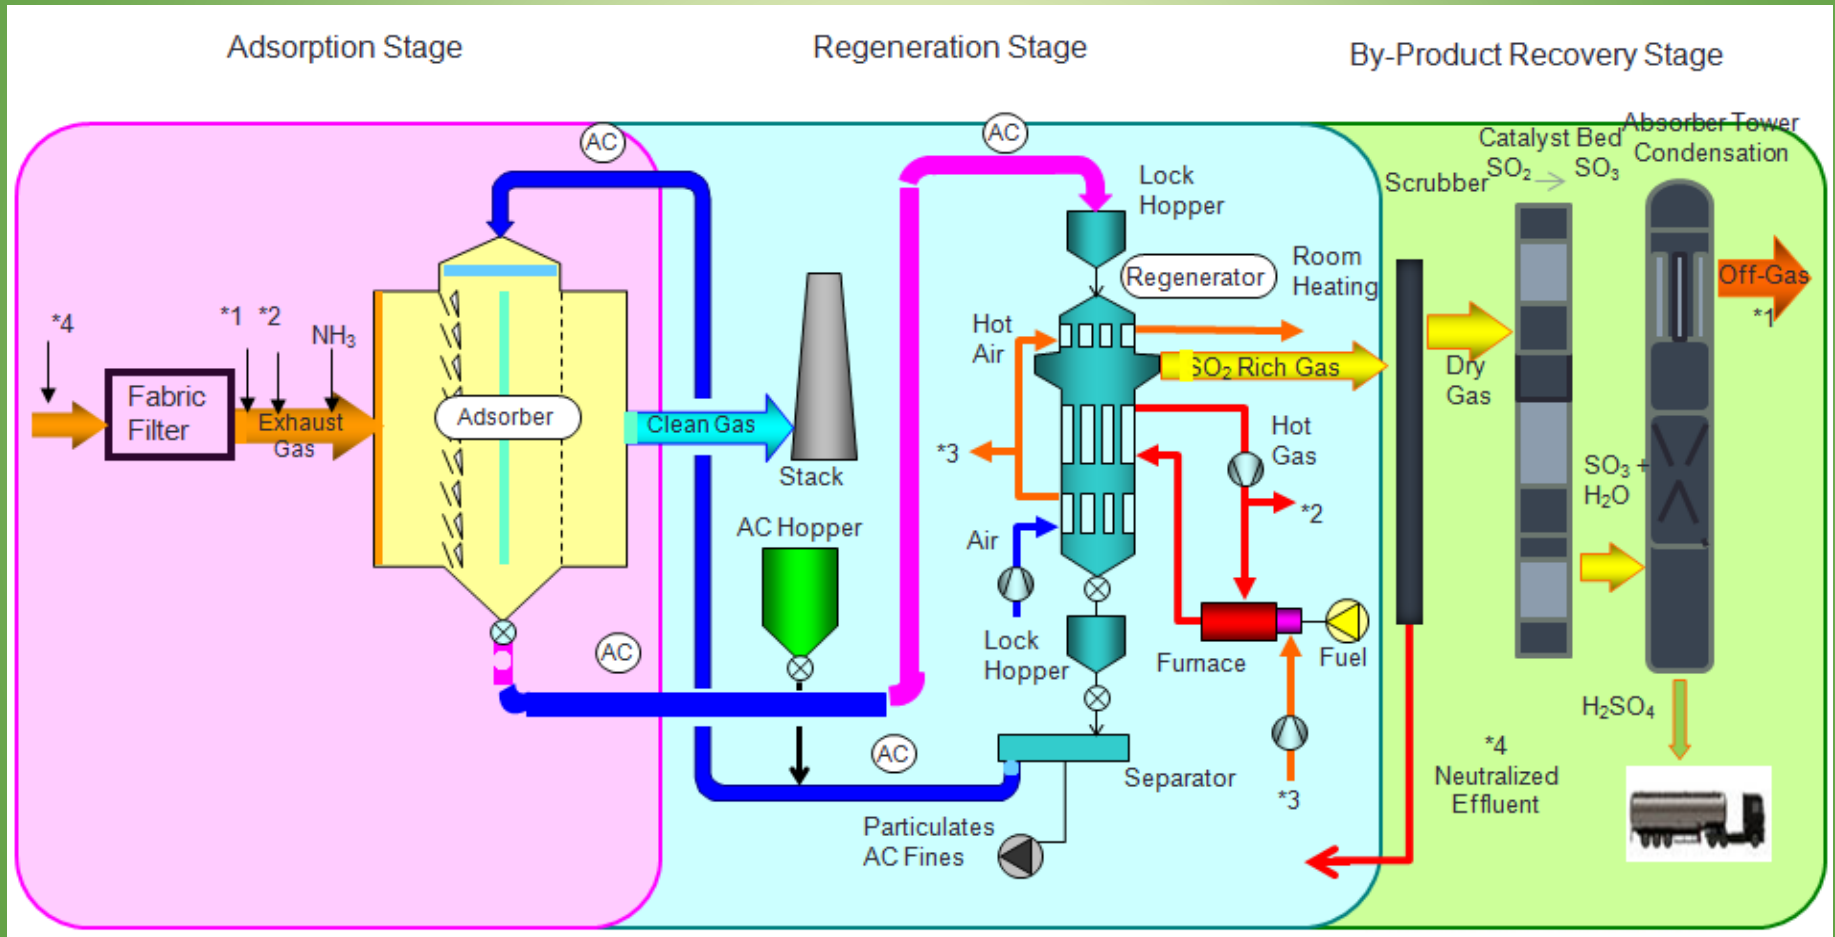 Adsorption Stage
Regeneration Stage
By-Product Recovery Stage
*4
Fabric
Filter
*1
*2
NH3
Exhaust
Gas
AC
Adsorber
Clean Gas
Stack
AC
AC Hopper
AC
Lock
Hopper
Regenerator
Room
Heating
Hot
Air
SO2 Rich Gas
*3
Hot
Gas
*2
Air
Lock
Hopper
Furnace
Fuel
*3
AC
Separator
Particulates
AC Fines
Scrubber
Catalyst Bed
SO2 → SO3
Absorber Tower
Condensation
Dry
Gas
Off-Gas
*1
SO3 +
H2O
H2SO4
*4
Neutralized
Effluent